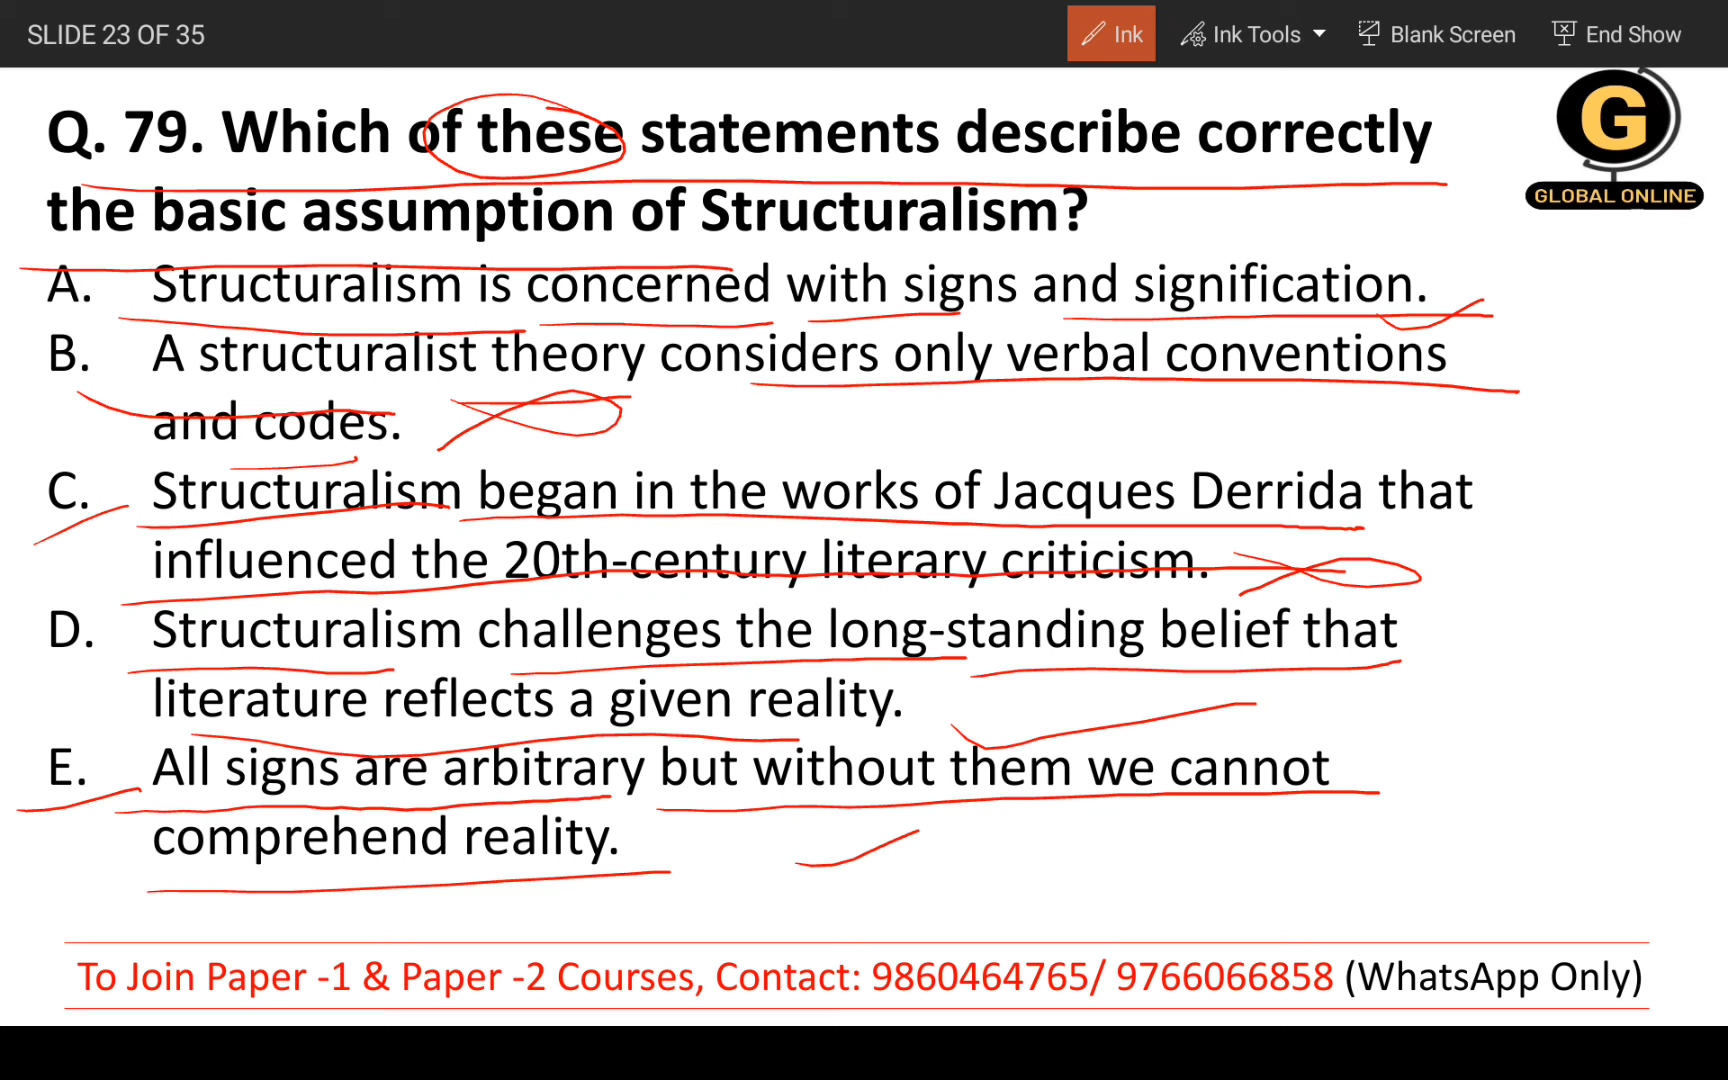 SLIDE 23 OF 35
Ink
Ink Tools
Blank Screen
End Show
G
GLOBAL ONLINE
Q. 79. Which of these statements describe correctly
the basic assumption of Structuralism?
A. Structuralism is concerned with signs and signification.
B. A structuralist theory considers only verbal conventions
and codes.
C. Structuralism began in the works of Jacques Derrida that
influenced the 20th-century literary criticism.
D. Structuralism challenges the long-standing belief that
literature reflects a given reality.
E. All signs are arbitrary but without them we cannot
comprehend reality.
To Join Paper -1 & Paper -2 Courses, Contact: 9860464765/ 9766066858 (WhatsApp Only)